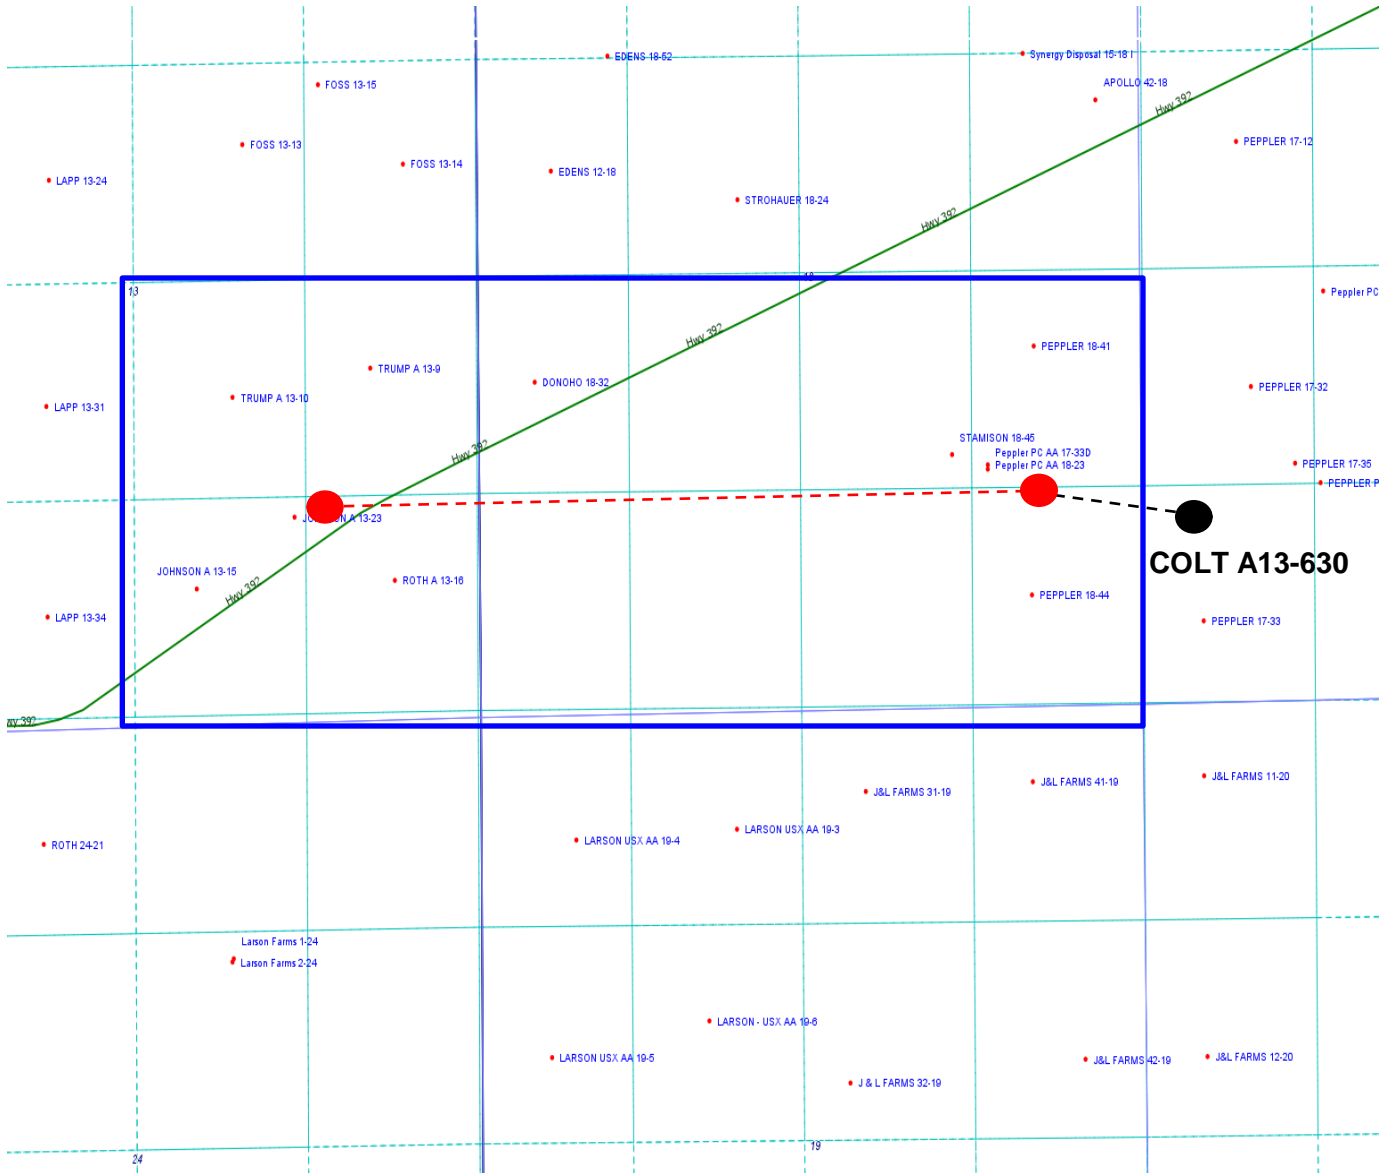 EDENS 18-52
Synergy Disposal 15-18 I
FOSS 13-15
APOLLO 42-18
Hwy 392
FOSS 13-13
PEPPLER 17-12
FOSS 13-14
EDENS 12-18
LAPP 13-24
STROHAUER 18-24
Hwy 392
18
13
Peppler PC
Hwy 392
PEPPLER 18-41
TRUMP A 13-9
DONOHO 18-32
PEPPLER 17-32
TRUMP A 13-10
LAPP 13-31
STAMISON 18-45
Hwy 392
Peppler PC AA 17-33D
Peppler PC AA 18-23
PEPPLER 17-35
PEPPLER P
JOHNSON A 13-23
COLT A13-630
JOHNSON A 13-15
ROTH A 13-16
Hwy 392
PEPPLER 18-44
LAPP 13-34
PEPPLER 17-33
wy 392
J&L FARMS 11-20
J&L FARMS 41-19
J&L FARMS 31-19
LARSON USX AA 19-3
LARSON USX AA 19-4
ROTH 24-21
Larson Farms 1-24
Larson Farms 2-24
LARSON - USX AA 19-6
LARSON USX AA 19-5
J&L FARMS 42-19
J&L FARMS 12-20
J & L FARMS 32-19
19
24